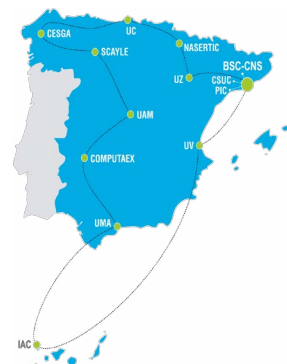 UC
CESGA
NASERTIC
SCAYLE
BSC-CNS
UZ
CSUC
PIC
UAM
UV
COMPUTAEX
UMA
IAC